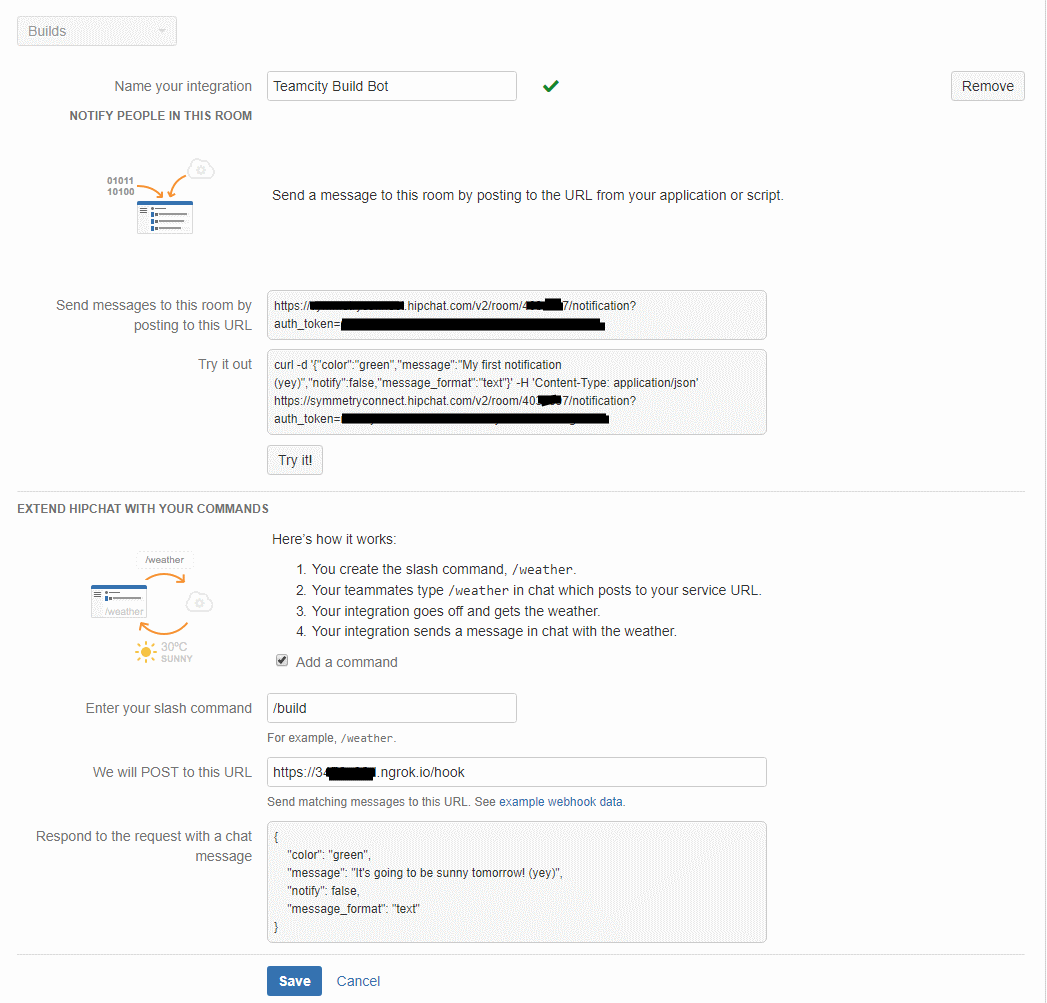 Builds
Name your integration
Teamcity Build Bot
Remove
NOTIFY PEOPLE IN THIS ROOM
01011
10100
Send a message to this room by posting to the URL from your application or script.
Send messages to this room by
posting to this URL
https:// .hipchat.com/v2/room/4 7/notification?
auth_token=
Try it out
curl -d '{"color":"green","message":"My first notification
(yey)","notify":false,"message_format":"text"}' -H 'Content-Type: application/json'
https://symmetryconnect.hipchat.com/v2/room/403 7/notification?
auth_token=
Try it!
EXTEND HIPCHAT WITH YOUR COMMANDS
/weather
/weather
30ºC
SUNNY
Here's how it works:
1. You create the slash command, /weather.
2. Your teammates type /weather in chat which posts to your service URL.
3. Your integration goes off and gets the weather.
4. Your integration sends a message in chat with the weather.
Add a command
Enter your slash command
/build
For example, /weather.
We will POST to this URL
https://34 .ngrok.io/hook
Send matching messages to this URL. See example webhook data.
Respond to the request with a chat
message
{
"color": "green",
"message": "It's going to be sunny tomorrow! (yey)",
"notify": false,
"message_format": "text"
}
Save
Cancel